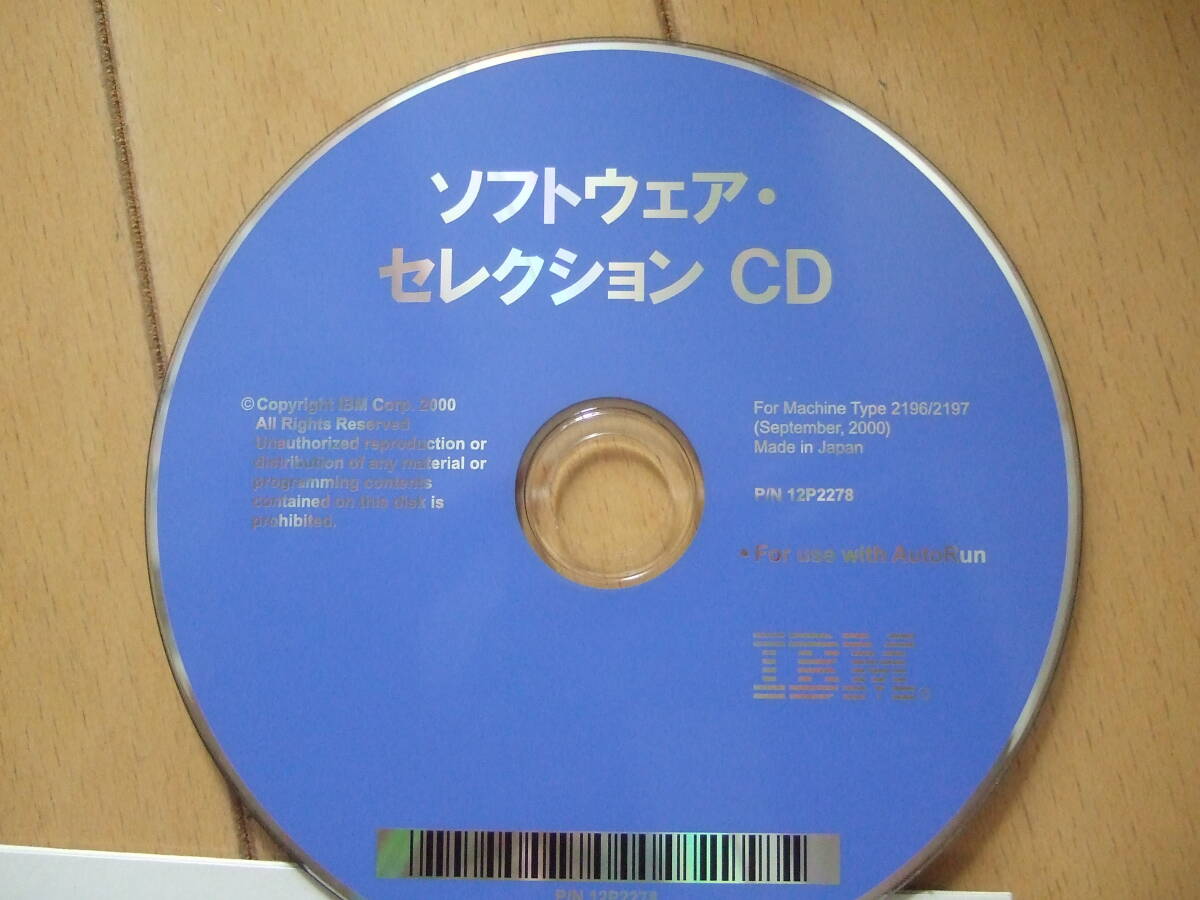 ソフトウェア・
セレクション CD
© Copyright IBM Corp. 2000
All Rights Reserved
Unauthorized reproduction or
distribution of any material or
programming contents
contained on this disk is
prohibited.
For Machine Type 2196/2197
(September, 2000)
Made in Japan
P/N 12P2278
• For use with AutoRun
IBM®
P/N 12P2278